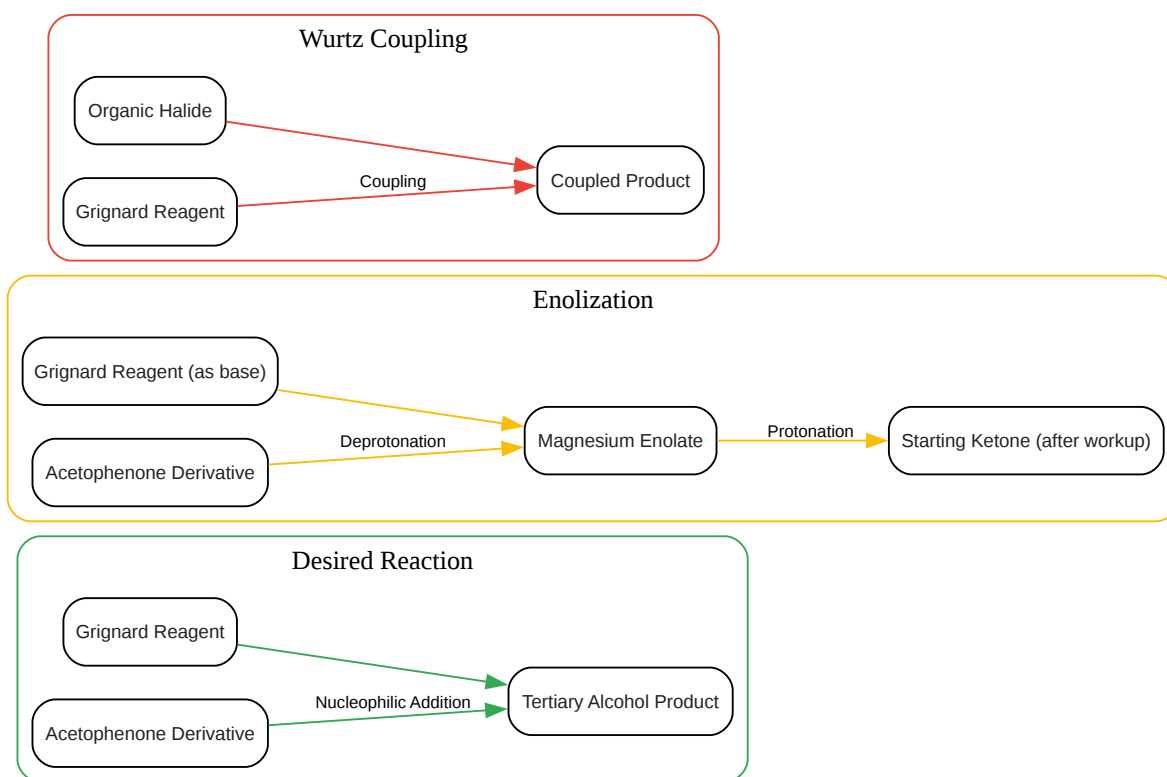 Wurtz Coupling
Organic Halide
Grignard Reagent
Coupling
Coupled Product
Enolization
Grignard Reagent (as base)
Acetophenone Derivative
Deprotonation
Magnesium Enolate
Protonation
Starting Ketone (after workup)
Desired Reaction
Grignard Reagent
Acetophenone Derivative
Nucleophilic Addition
Tertiary Alcohol Product